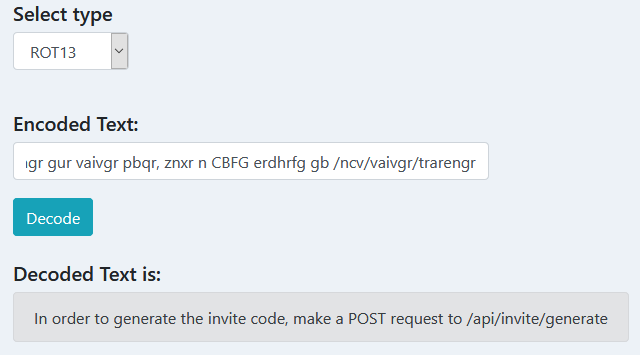 Select type
ROT13
Encoded Text:
gur vaivgr pbqr, znxr n CBFG erdhrfg gb /ncv/vaivgr/trarengr
Decode
Decoded Text is:
In order to generate the invite code, make a POST request to /api/invite/generate